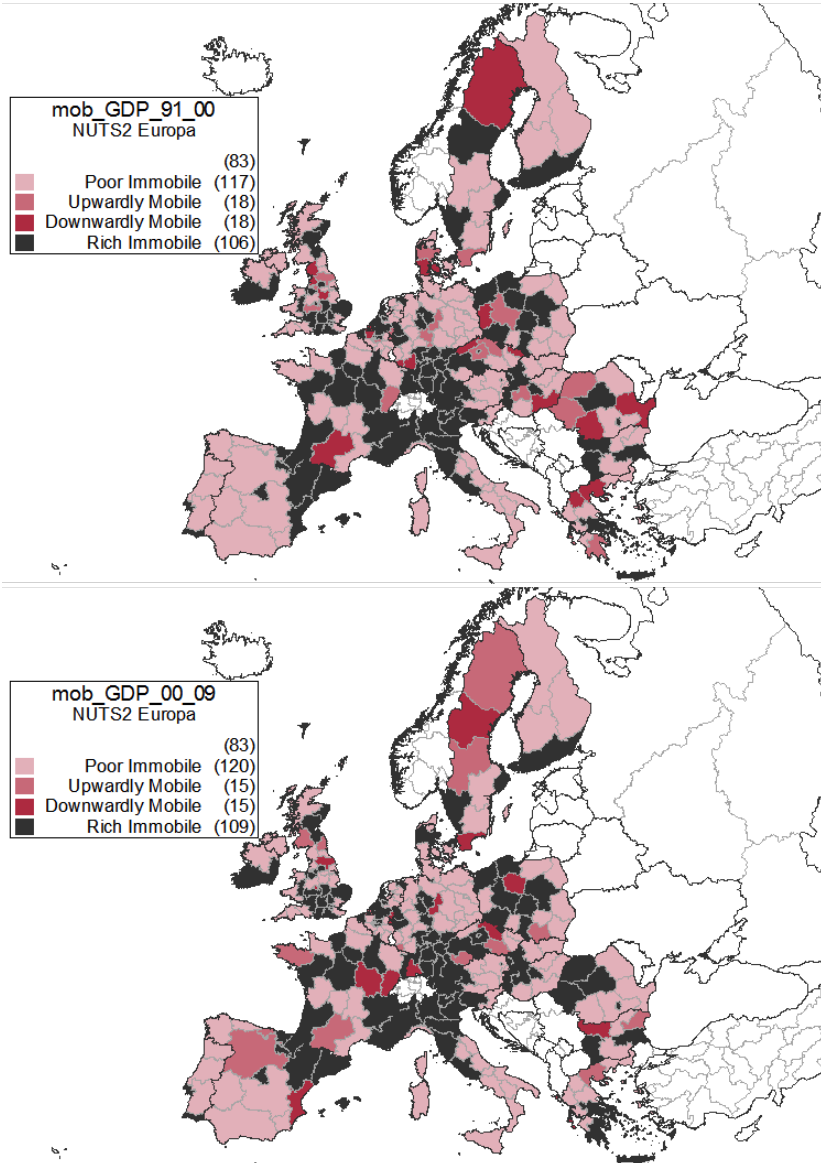 mob_GDP_91_00
NUTS2 Europa
(83)
Poor Immobile (117)
Upwardly Mobile (18)
Downwardly Mobile (18)
Rich Immobile (106)
mob_GDP_00_09
NUTS2 Europa
(83)
Poor Immobile (120)
Upwardly Mobile (15)
Downwardly Mobile (15)
Rich Immobile (109)